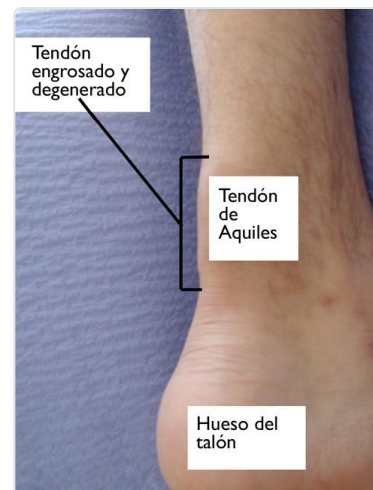 Tendón
engrosado y
degenerado
Tendón
de
Aquiles
Hueso del
talón